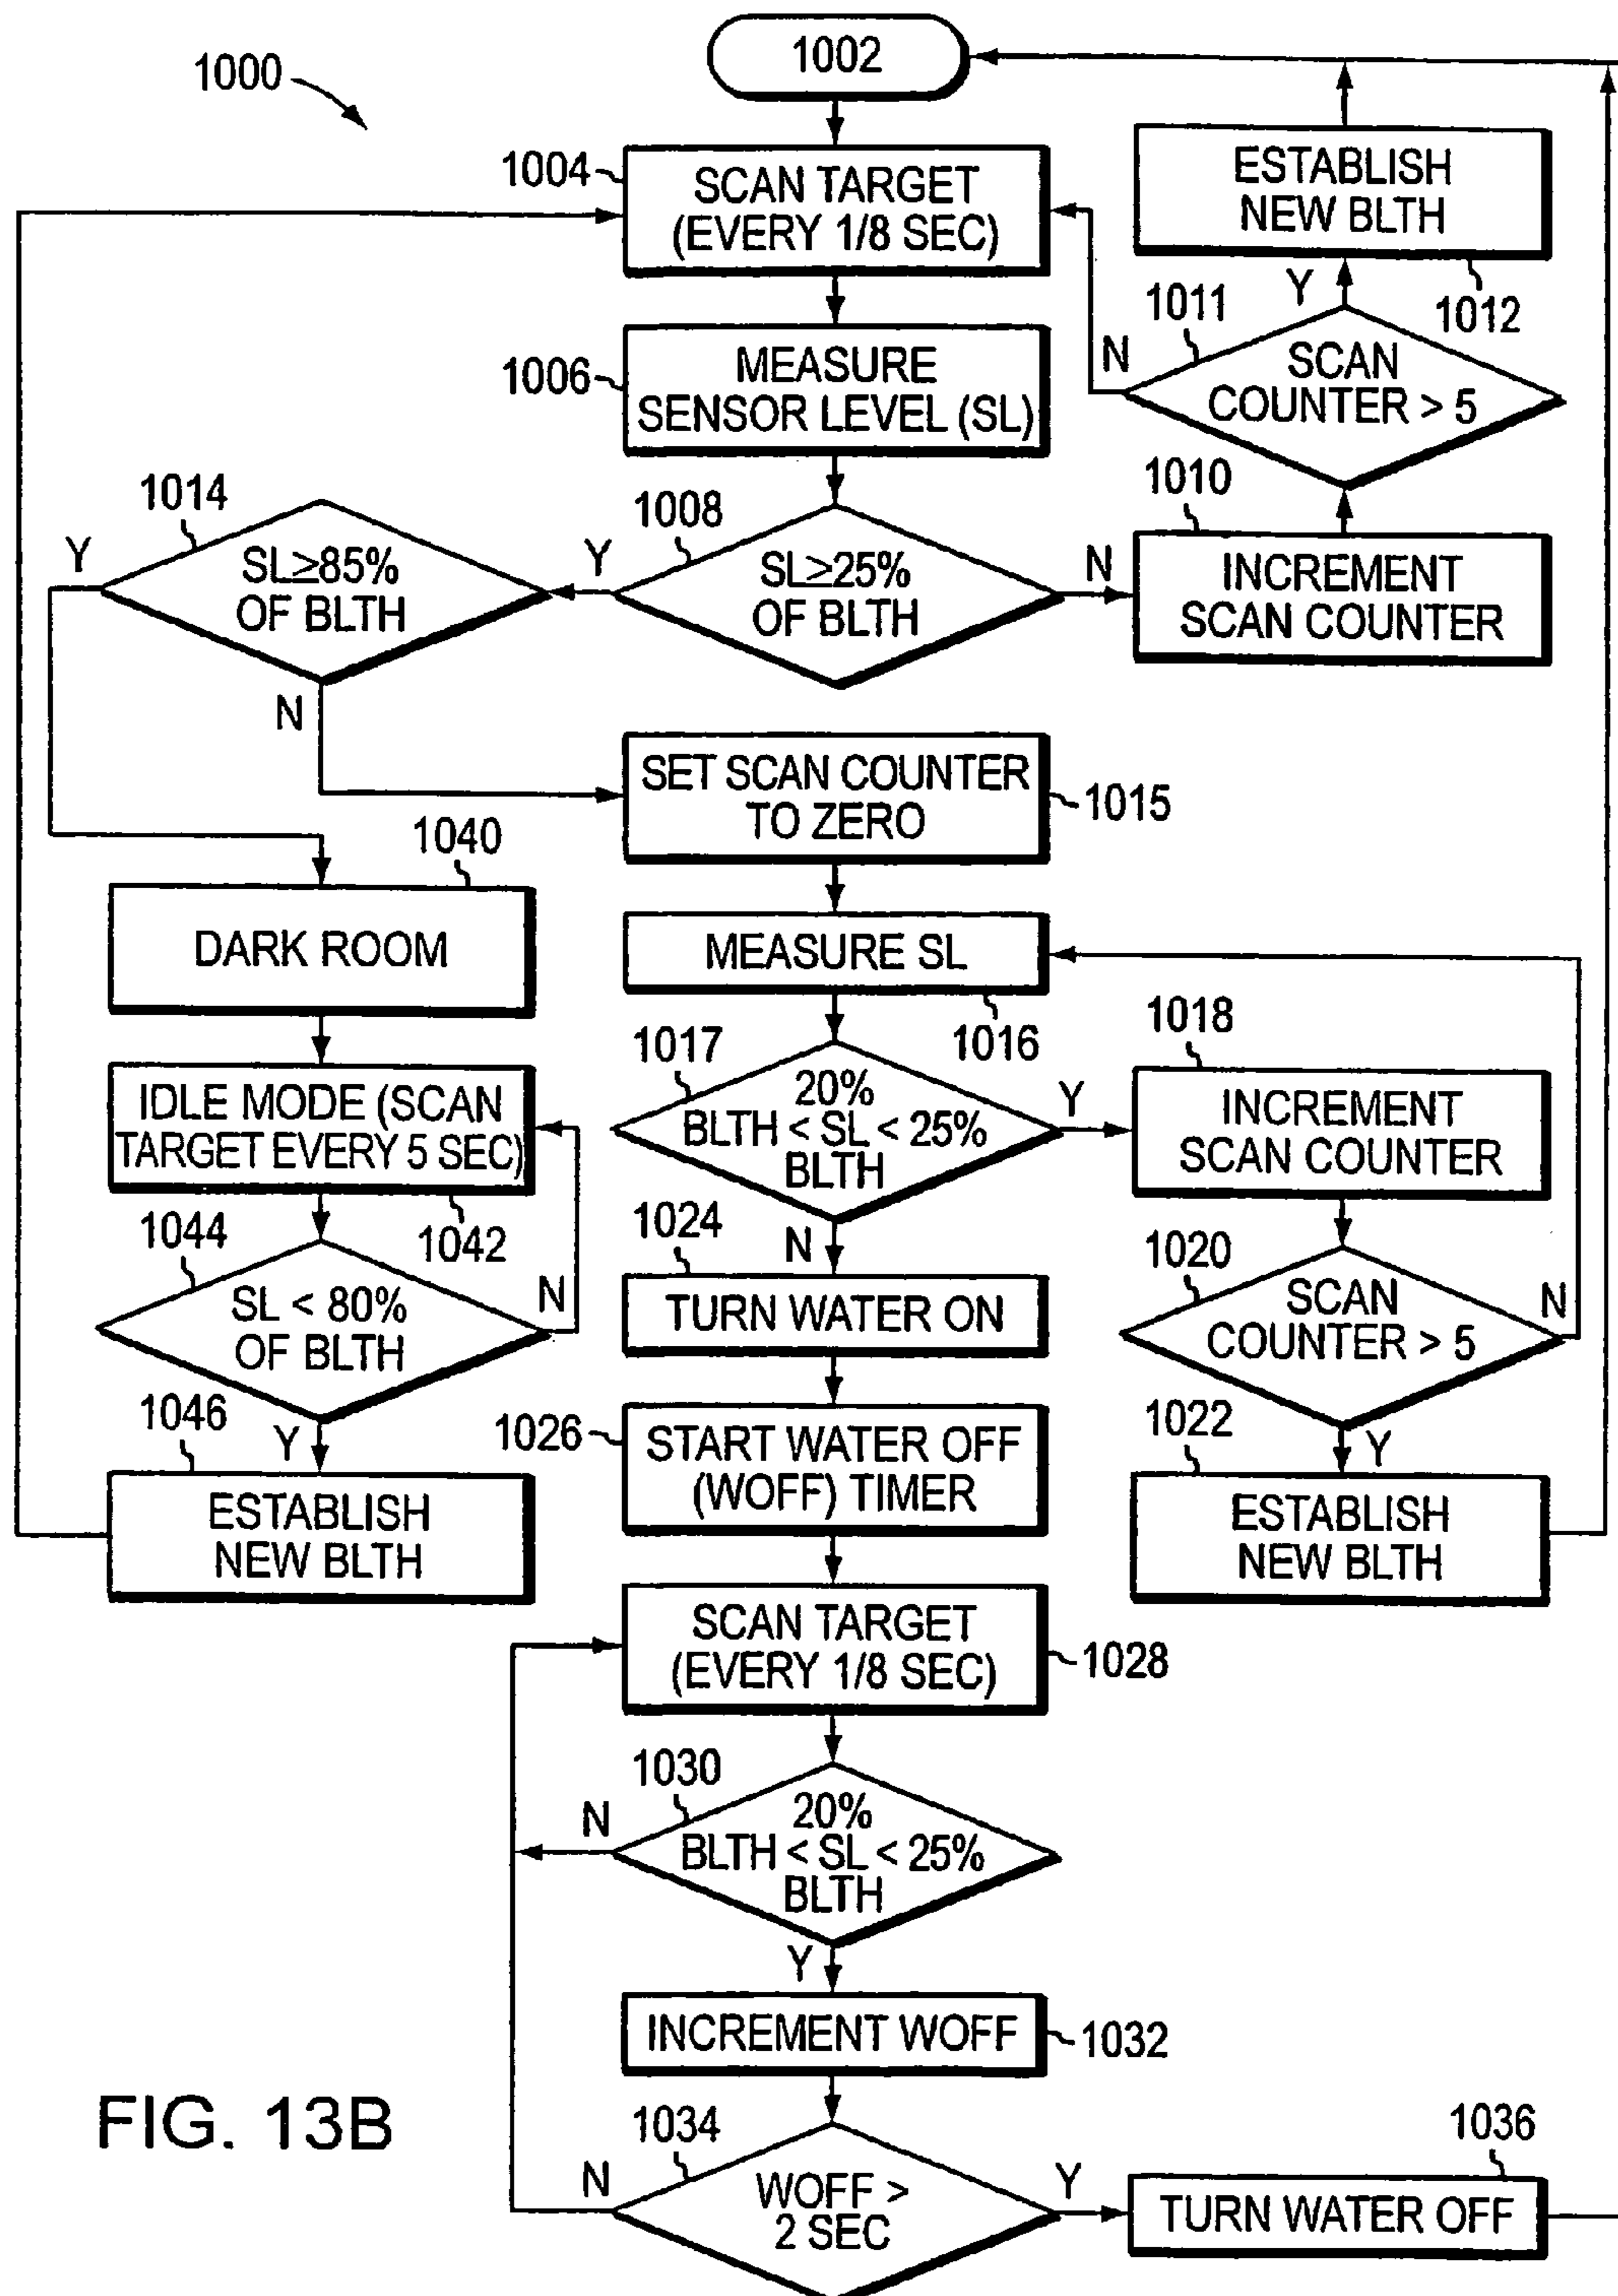 1000
1002
1004
SCAN TARGET
(EVERY 1/8 SEC)
ESTABLISH
NEW BLTH
1012
1006
MEASURE
SENSOR LEVEL (SL)
1011
Y
N
SCAN
COUNTER > 5
1014
Y
SL≥85%
OF BLTH
N
1008
Y
SL≥25%
OF BLTH
N
1010
INCREMENT
SCAN COUNTER
SET SCAN COUNTER
TO ZERO
1015
1040
DARK ROOM
MEASURE SL
1016
IDLE MODE (SCAN
TARGET EVERY 5 SEC)
1042
1017
20%
BLTH < SL < 25%
BLTH
Y
N
1018
INCREMENT
SCAN COUNTER
1044
SL < 80%
OF BLTH
N
Y
1024
TURN WATER ON
1020
SCAN
COUNTER > 5
N
Y
1046
ESTABLISH
NEW BLTH
1026
START WATER OFF
(WOFF) TIMER
1022
ESTABLISH
NEW BLTH
SCAN TARGET
(EVERY 1/8 SEC)
1028
1030
N
20%
BLTH < SL < 25%
BLTH
Y
INCREMENT WOFF
1032
FIG. 13B
1034
N
WOFF >
2 SEC
Y
1036
TURN WATER OFF